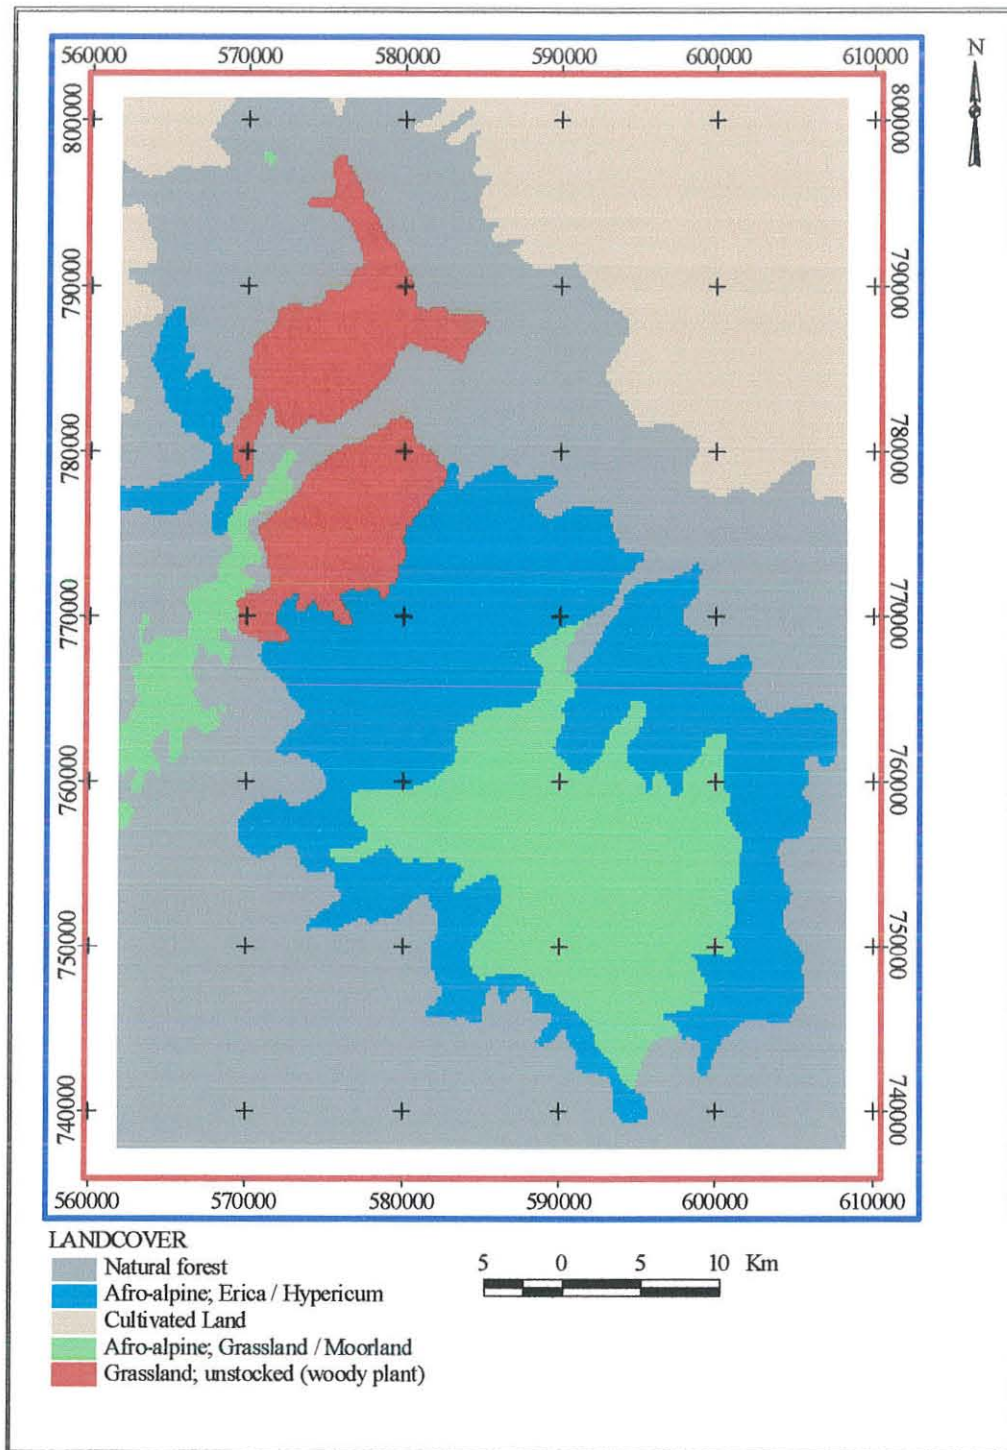 560000 570000 580000 590000 600000 610000
N
800000 800000
790000 790000
780000 780000
770000 770000
760000 760000
750000 750000
740000 740000
560000 570000 580000 590000 600000 610000
LANDCOVER
Natural forest
Afro-alpine; Erica / Hypericum
Cultivated Land
Afro-alpine; Grassland / Moorland
Grassland; unstocked (woody plant)
5 0 5 10 Km